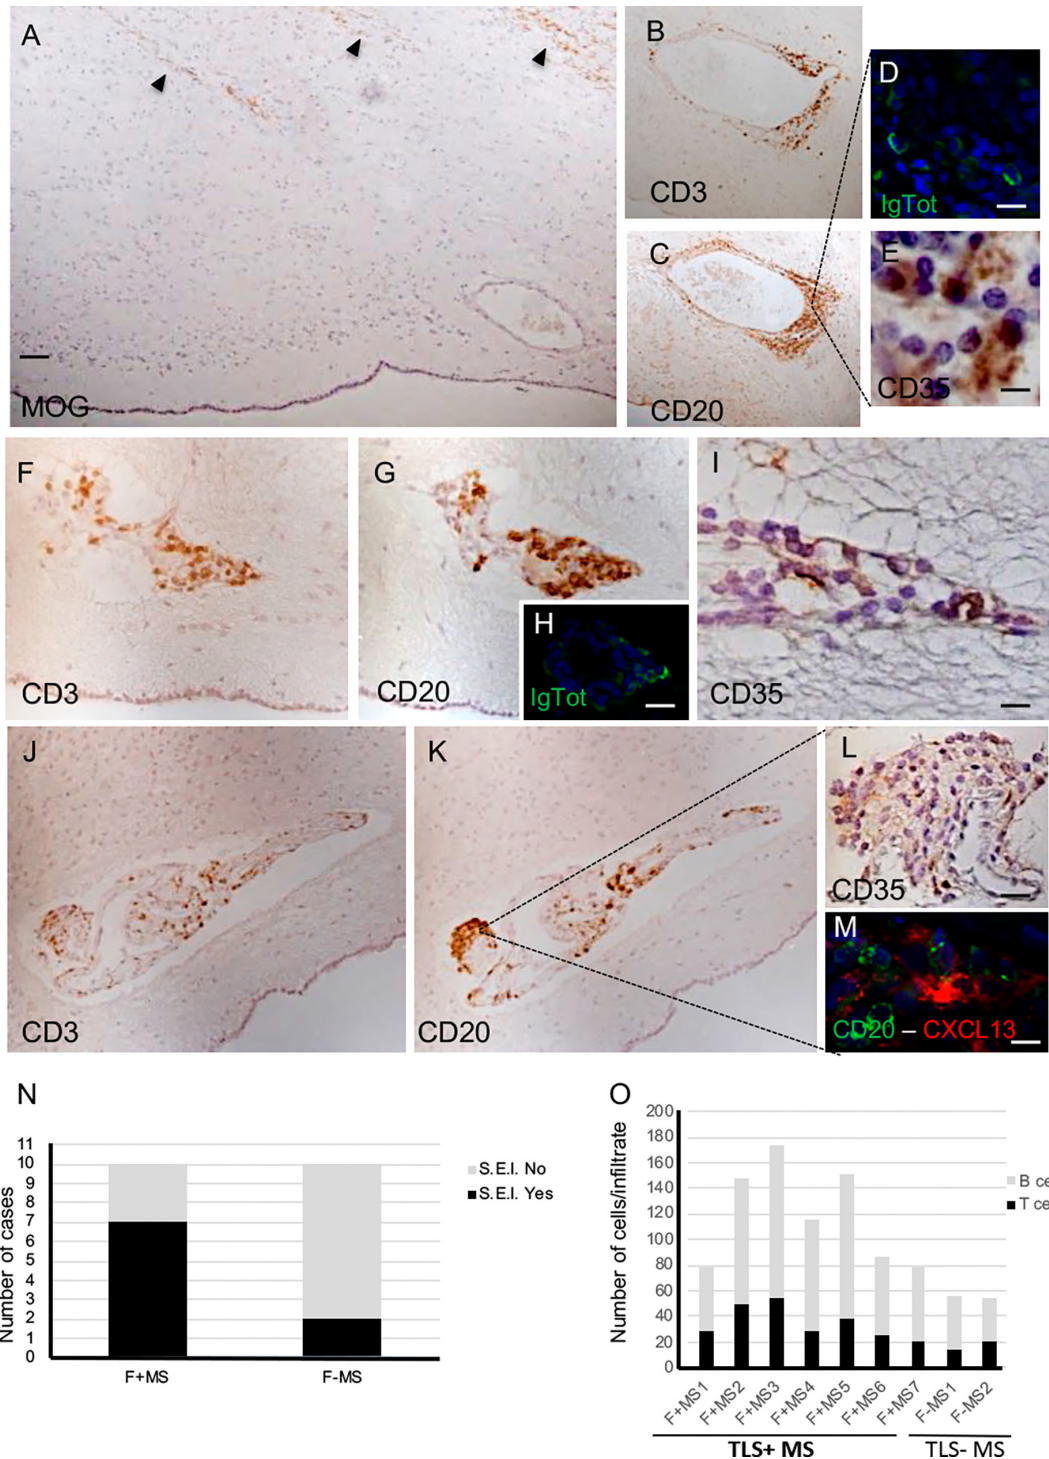 A
MOG
B
CD3
C
CD20
D
IgTot
E
CD35
F
CD3
G
CD20
H
IgTot
I
CD35
J
CD3
K
CD20
L
CD35
M
CD20 – CXCL13
N
Number of cases
11
10
9
8
7
6
5
4
3
2
1
0
F+MS
F-MS
S.E.I. No
S.E.I. Yes
O
Number of cells/infiltrate
200
180
160
140
120
100
80
60
40
20
0
B ce
T ce
F+MS1
F+MS2
F+MS3
F+MS4
F+MS5
F+MS6
F+MS7
F-MS1
F-MS2
TLS+ MS
TLS- MS